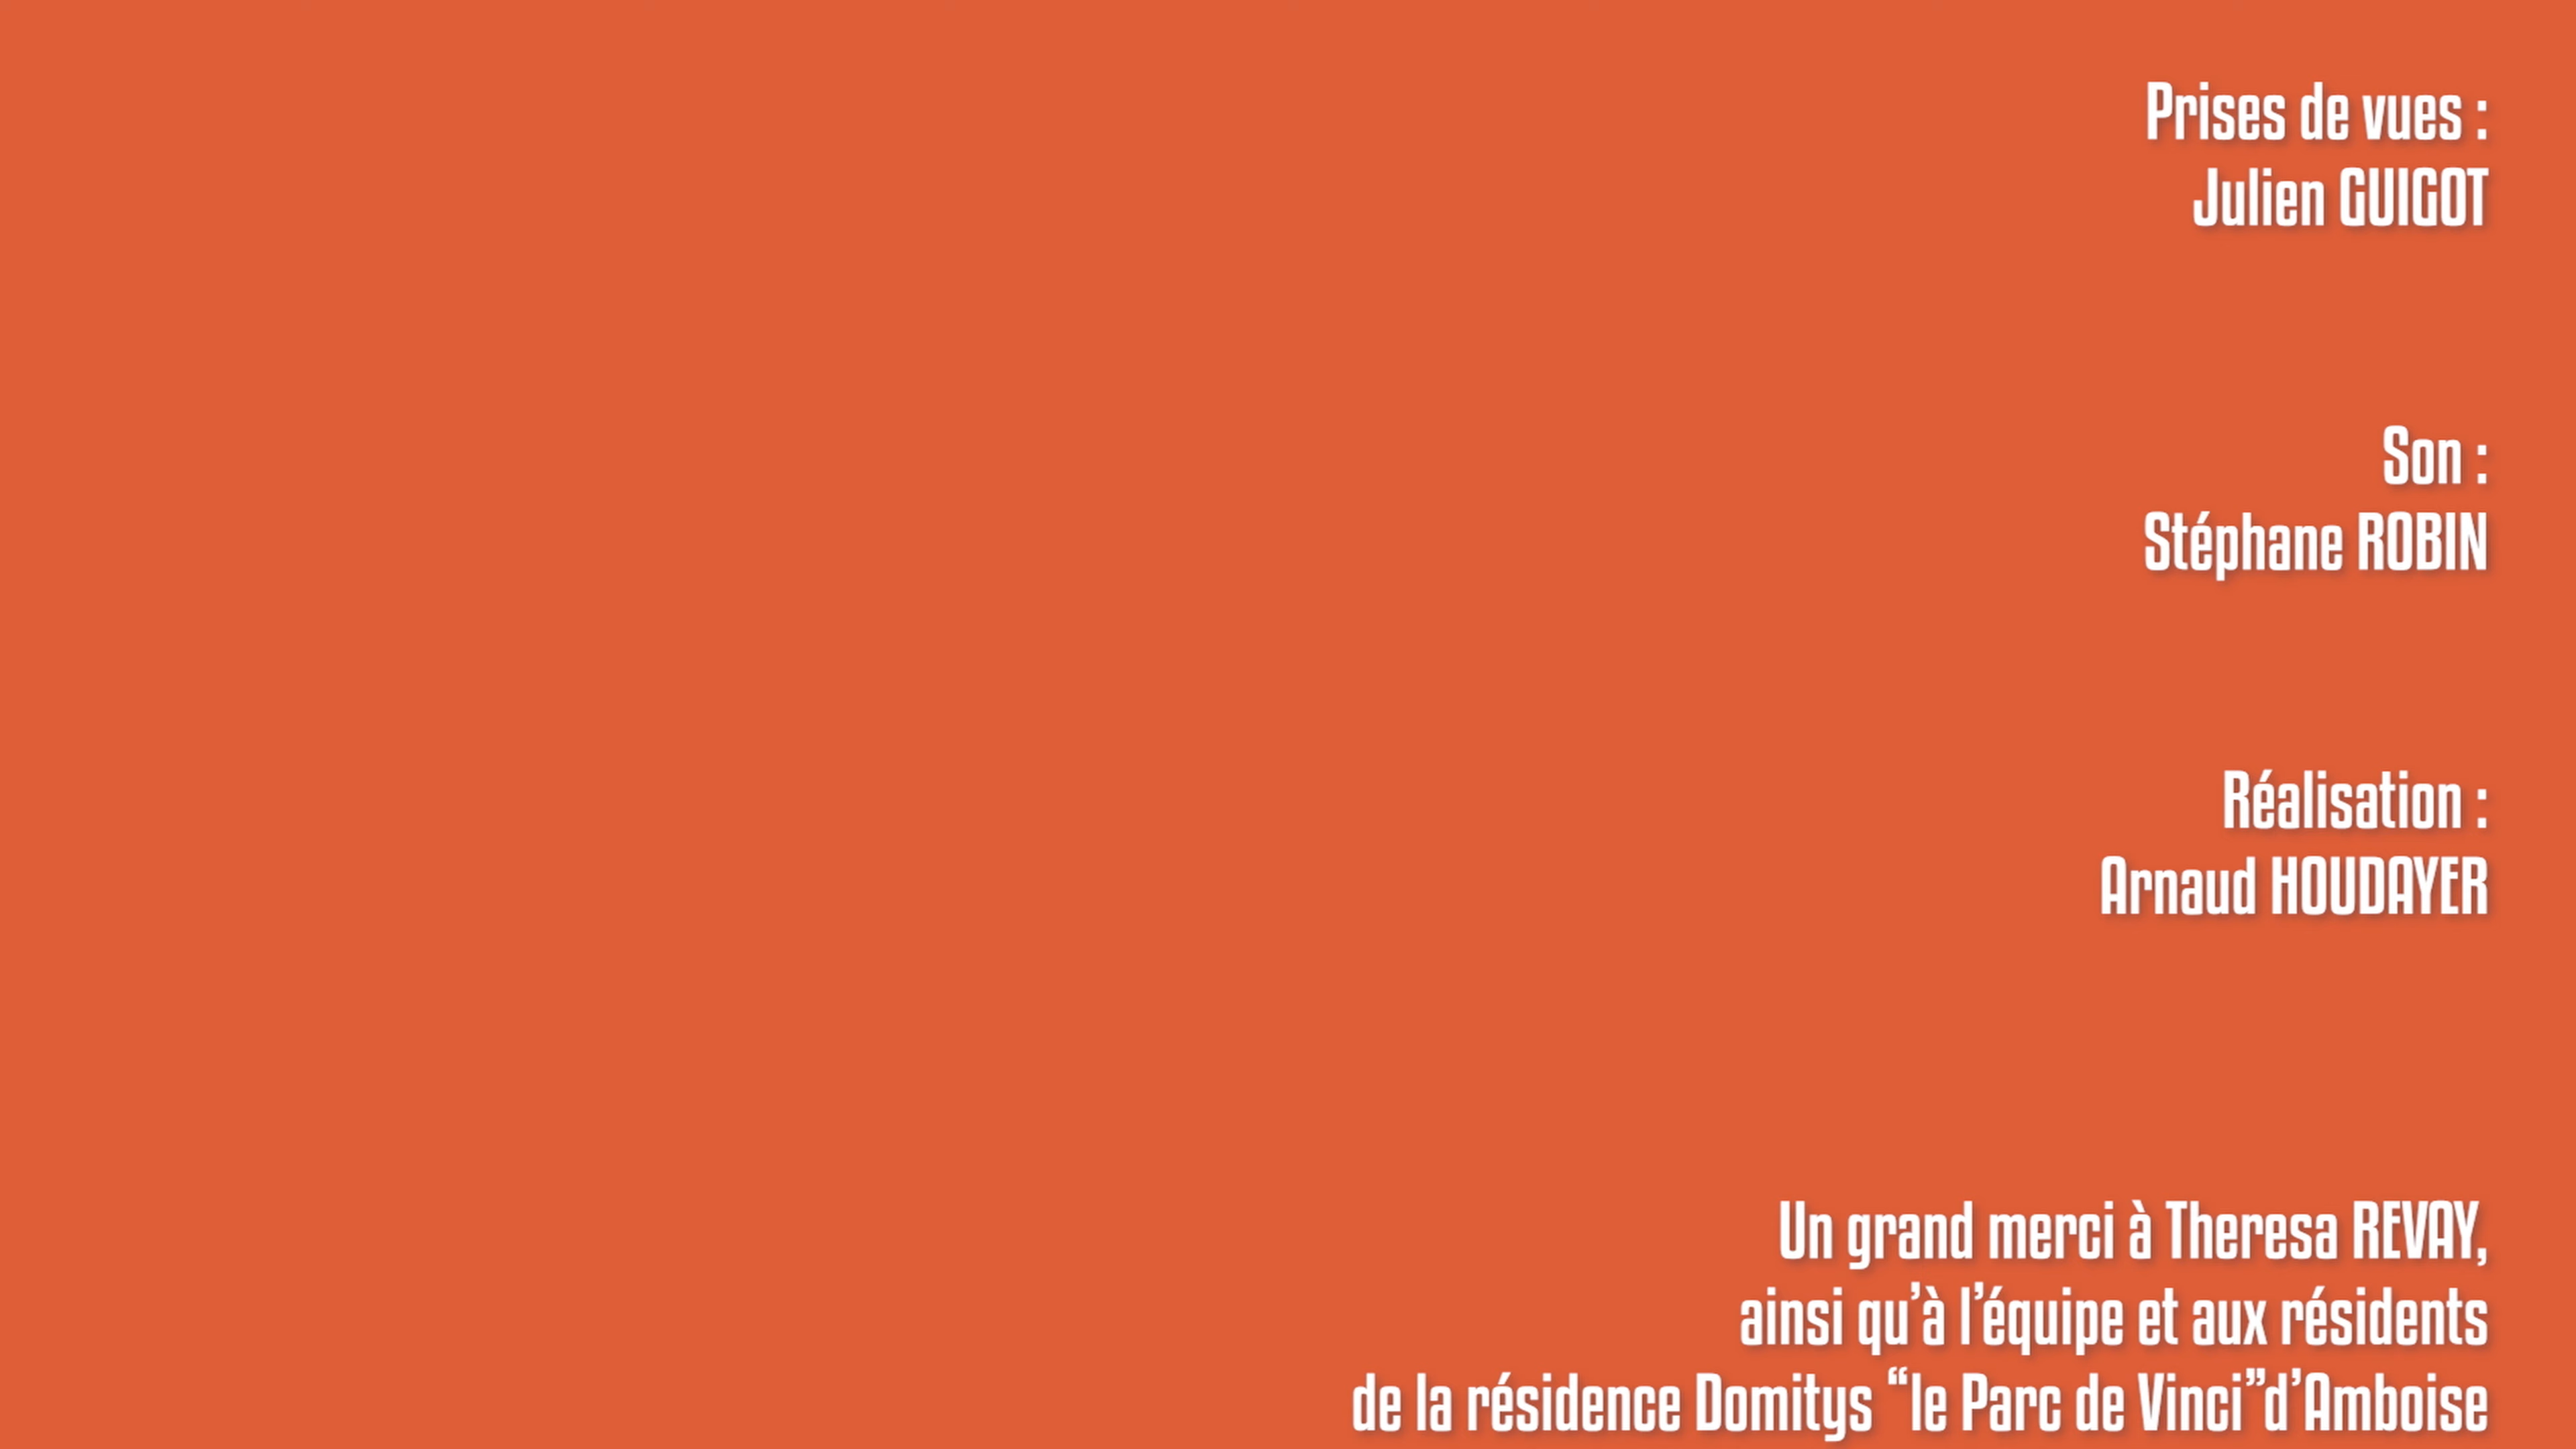 Prises de vues :
Julien GUIGOT
Son :
Stéphane ROBIN
Réalisation :
Arnaud HOUDAYER
Un grand merci à Theresa REVAY,
ainsi qu’à l’équipe et aux résidents
de la résidence Domitys “le Parc de Vinci”d’Amboise